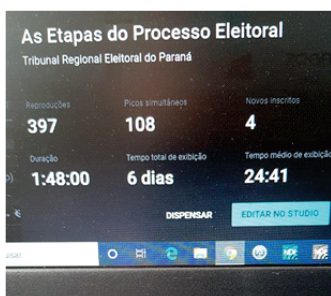 As Etapas do Processo Eleitoral
Tribunal Regional Eleitoral do Paraná
Reproduções Picos simultâneos Novos inscritos
397 108 4
Duração Tempo total de exibição Tempo médio de exibição
1:48:00 6 dias 24:41
DISPENSAR EDITAR NO STUDIO